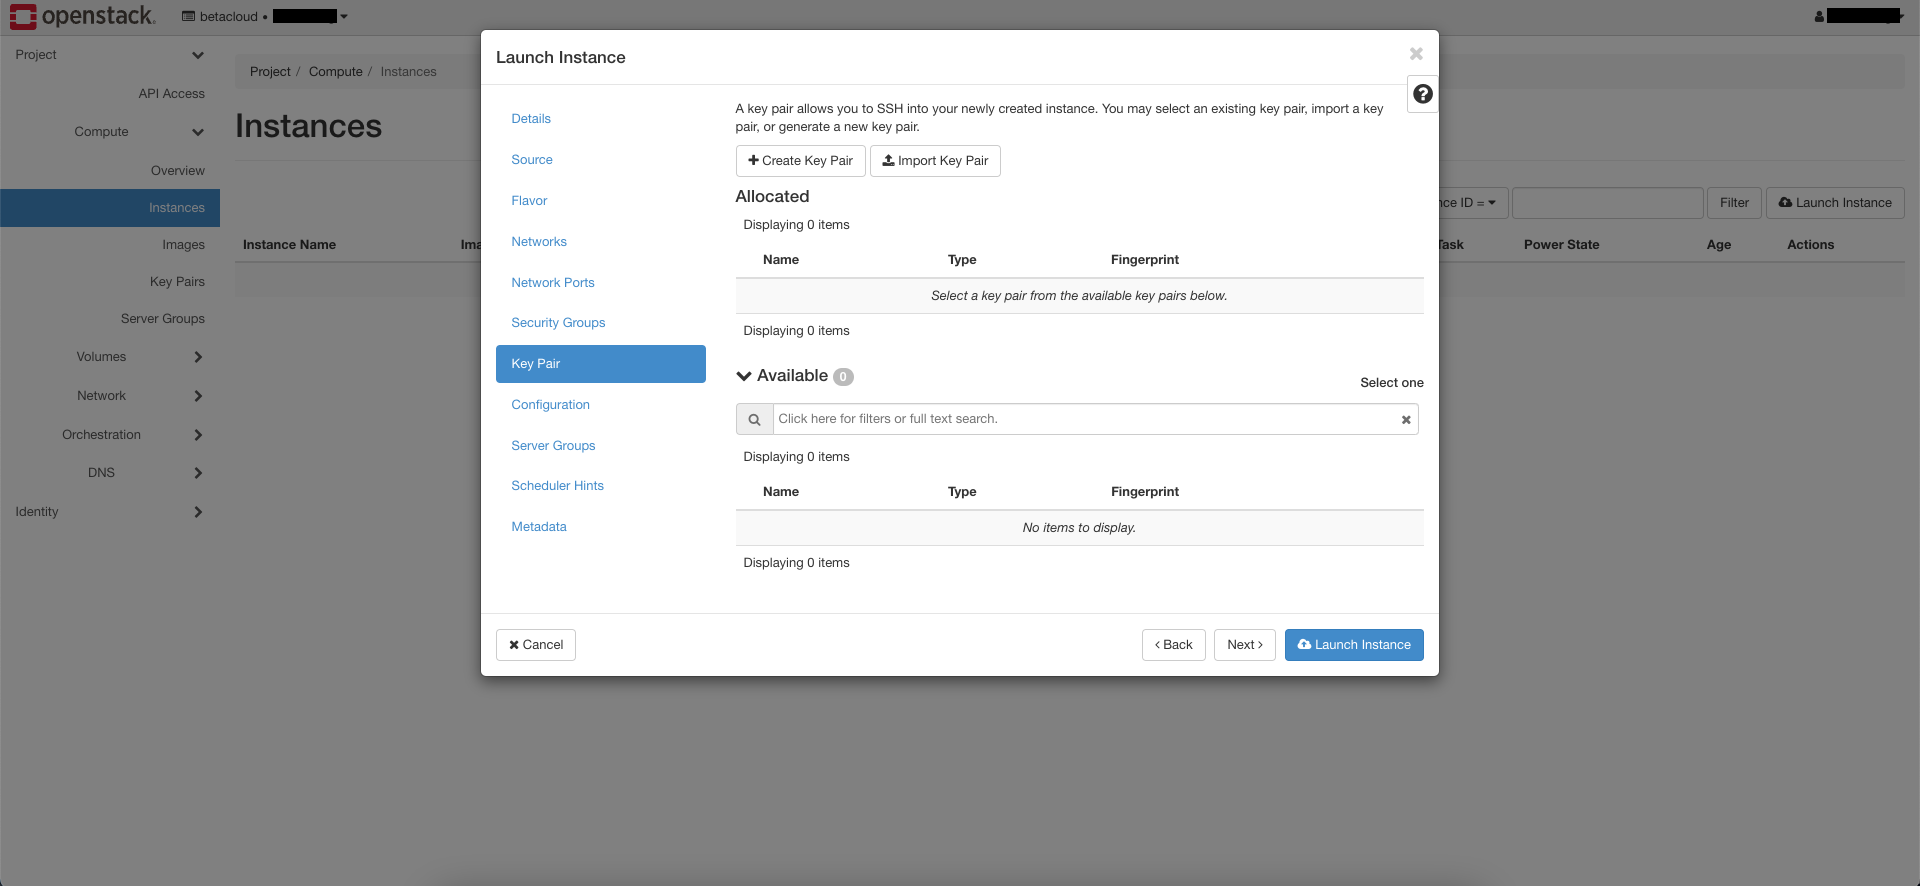 openstack. betacloud •
Project
API Access
Compute
Overview
Instances
Images
Key Pairs
Server Groups
Volumes
Network
Orchestration
DNS
Identity
Project / Compute / Instances
Instances
nce ID = Filter Launch Instance
Instance Name Ima Task Power State Age Actions
Launch Instance
Details
Source
Flavor
Networks
Network Ports
Security Groups
Key Pair
Configuration
Server Groups
Scheduler Hints
Metadata
A key pair allows you to SSH into your newly created instance. You may select an existing key pair, import a key
pair, or generate a new key pair.
Create Key Pair Import Key Pair
Allocated
Displaying 0 items
Name Type Fingerprint
Select a key pair from the available key pairs below.
Displaying 0 items
Available 0
Select one
Click here for filters or full text search.
Displaying 0 items
Name Type Fingerprint
No items to display.
Displaying 0 items
Cancel < Back Next > Launch Instance